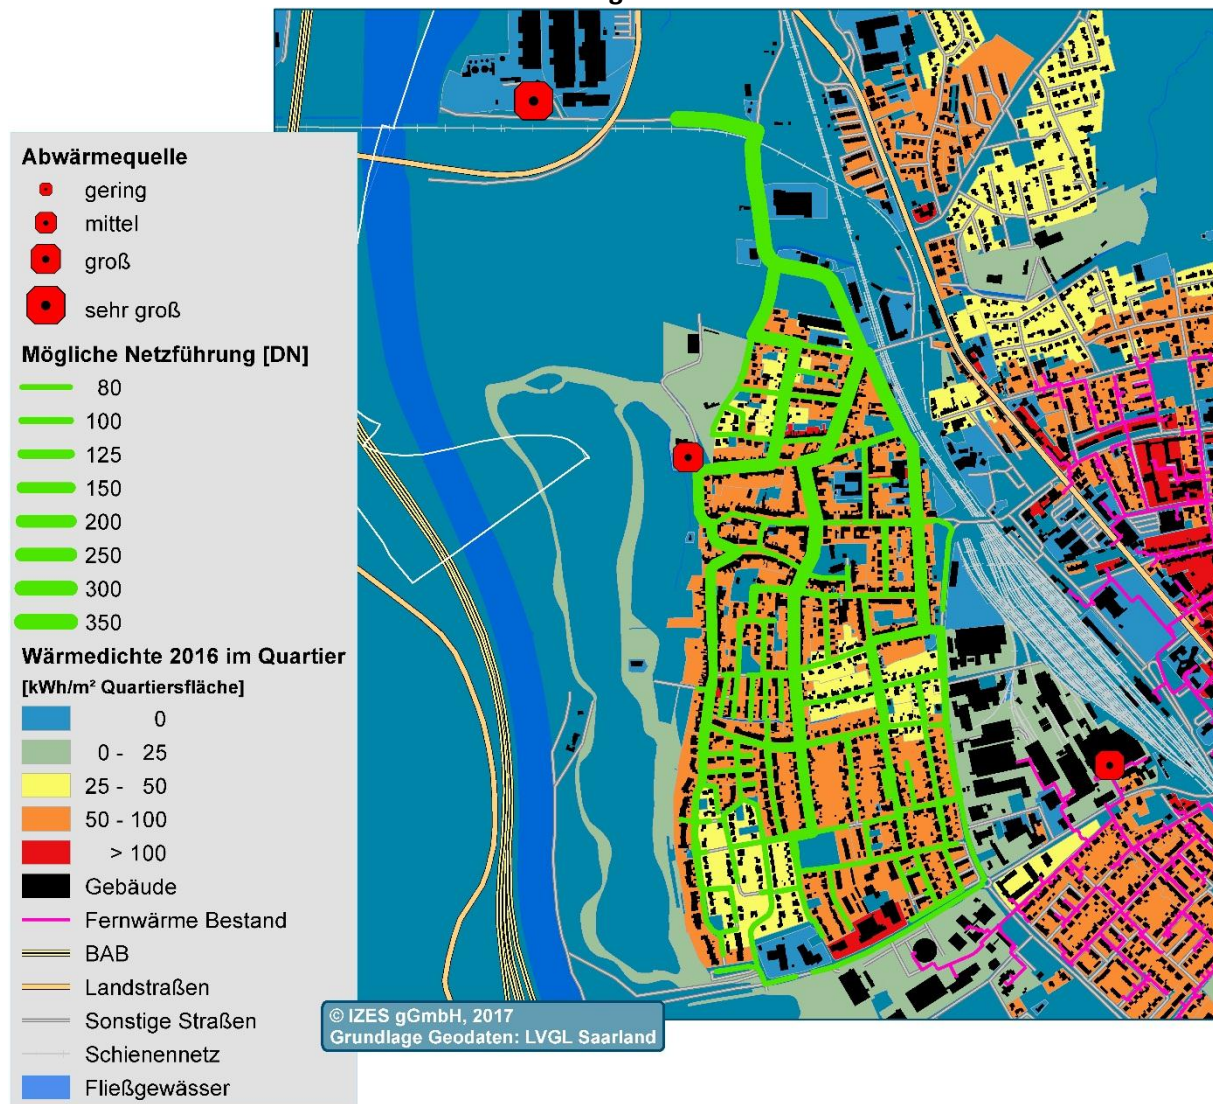 Abwärmequelle
gering
mittel
groß
sehr groß
Mögliche Netzführung [DN]
80
100
125
150
200
250
300
350
Wärmedichte 2016 im Quartier
[kWh/m² Quartiersfläche]
0
0 - 25
25 - 50
50 - 100
> 100
Gebäude
Fernwärme Bestand
BAB
Landstraßen
Sonstige Straßen
Schienennetz
Fließgewässer
© IZES gGmbH, 2017
Grundlage Geodaten: LVGL Saarland